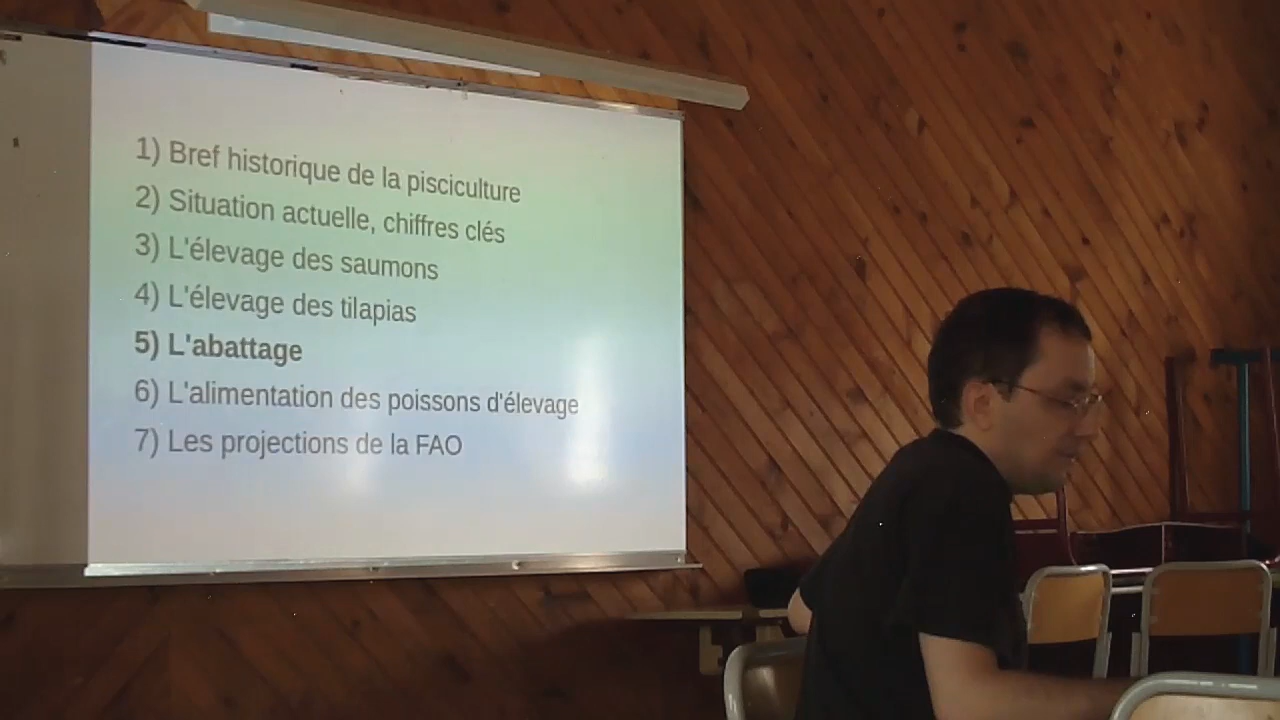 1) Bref historique de la pisciculture
2) Situation actuelle, chiffres clés
3) L'élevage des saumons
4) L'élevage des tilapias
5) L'abattage
6) L'alimentation des poissons d'élevage
7) Les projections de la FAO